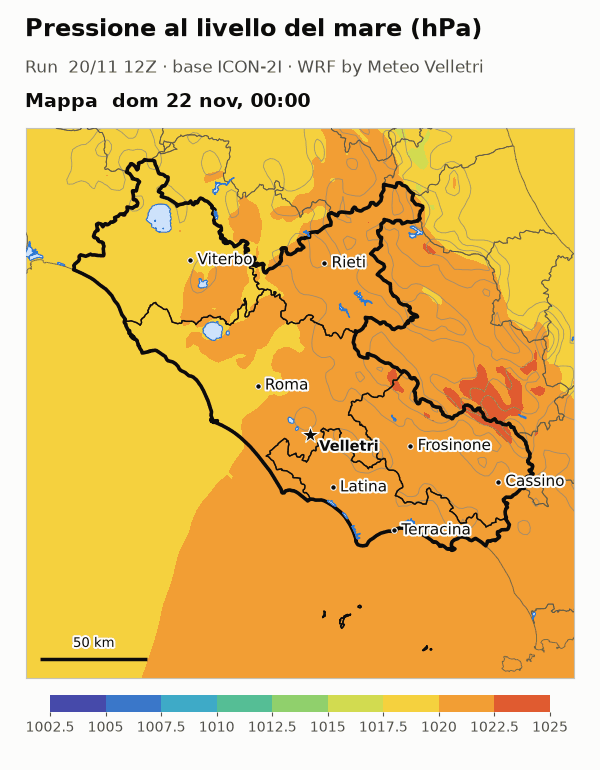 Pressione al livello del mare (hPa)
Run  20/11 12Z · base ICON-2I · WRF by Meteo Velletri
Mappa  dom 22 nov, 00:00
Viterbo
Rieti
Roma
Velletri
Frosinone
Latina
Cassino
Terracina
50 km
1002.5 1005 1007.5 1010 1012.5 1015 1017.5 1020 1022.5 1025